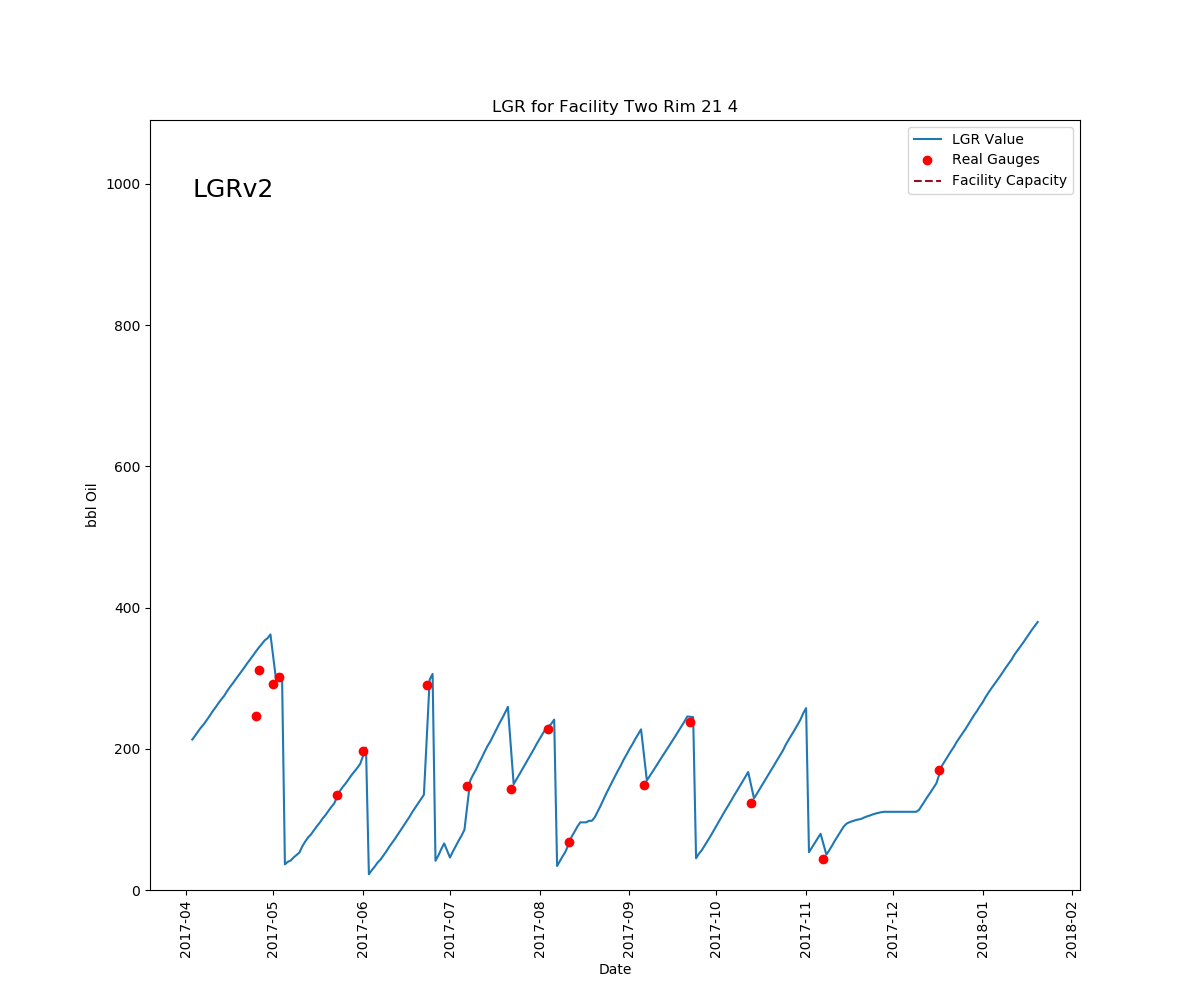 LGR for Facility Two Rim 21 4
LGRv2
LGR Value
Real Gauges
Facility Capacity
bbl Oil
1000
800
600
400
200
0
2017-04
2017-05
2017-06
2017-07
2017-08
2017-09
2017-10
2017-11
2017-12
2018-01
2018-02
Date